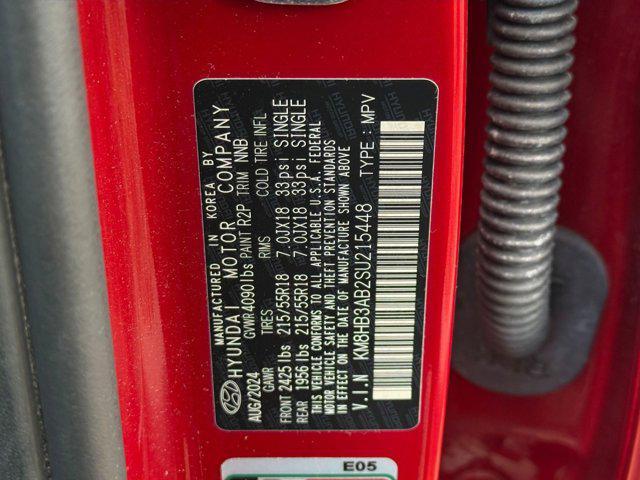 MANUFACTURED IN KOREA BY
HYUNDAI MOTOR COMPANY
AUG/2024 GVWR 4090lbs PAINT R2P TRIM NNB
GAWR TIRES RIMS COLD TIRE INFL
FRONT 2425 lbs 215/55R18 7.0JX18 33psi SINGLE
REAR 1956 lbs 215/55R18 7.0JX18 33 psi SINGLE
THIS VEHICLE CONFORMS TO ALL APPLICABLE U.S.A. FEDERAL
MOTOR VEHICLE SAFETY AND THEFT PREVENTION STANDARDS
IN EFFECT ON THE DATE OF MANUFACTURE SHOWN ABOVE
V.I.N KM8HB3AB2SU215448 TYPE : MPV
E05